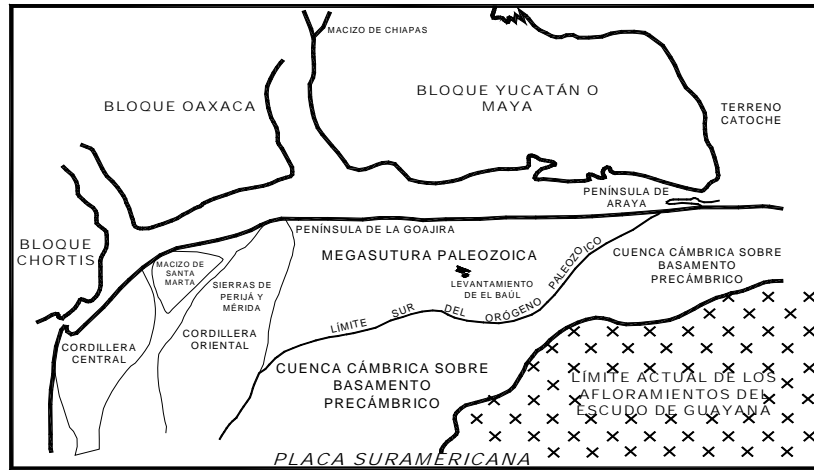 MACIZO DE CHIAPAS
BLOQUE YUCATÁN O
MAYA
BLOQUE OAXACA
TERRENO
CATOCHE
PENÍNSULA DE
ARAYA
BLOQUE
CHORTIS
PENÍNSULA DE LA GOAJIRA
MEGASUTURA PALEOZOICA
CUENCA CÁMBRICA SOBRE
BASAMENTO
PRECÁMBRICO
MACIZO DE
SANTA
MARTA
SIERRAS DE
PERIJÁ Y
MÉRIDA
LEVANTAMIENTO
DE EL BAÚL
LÍMITE SUR DEL ORÓGENO PALEOZOICO
CORDILLERA
ORIENTAL
CORDILLERA
CENTRAL
CUENCA CÁMBRICA SOBRE
BASAMENTO
PRECÁMBRICO
LÍMITE ACTUAL DE LOS
AFLORAMIENTOS DEL
ESCUDO DE GUAYANA
PLACA SURAMERICANA